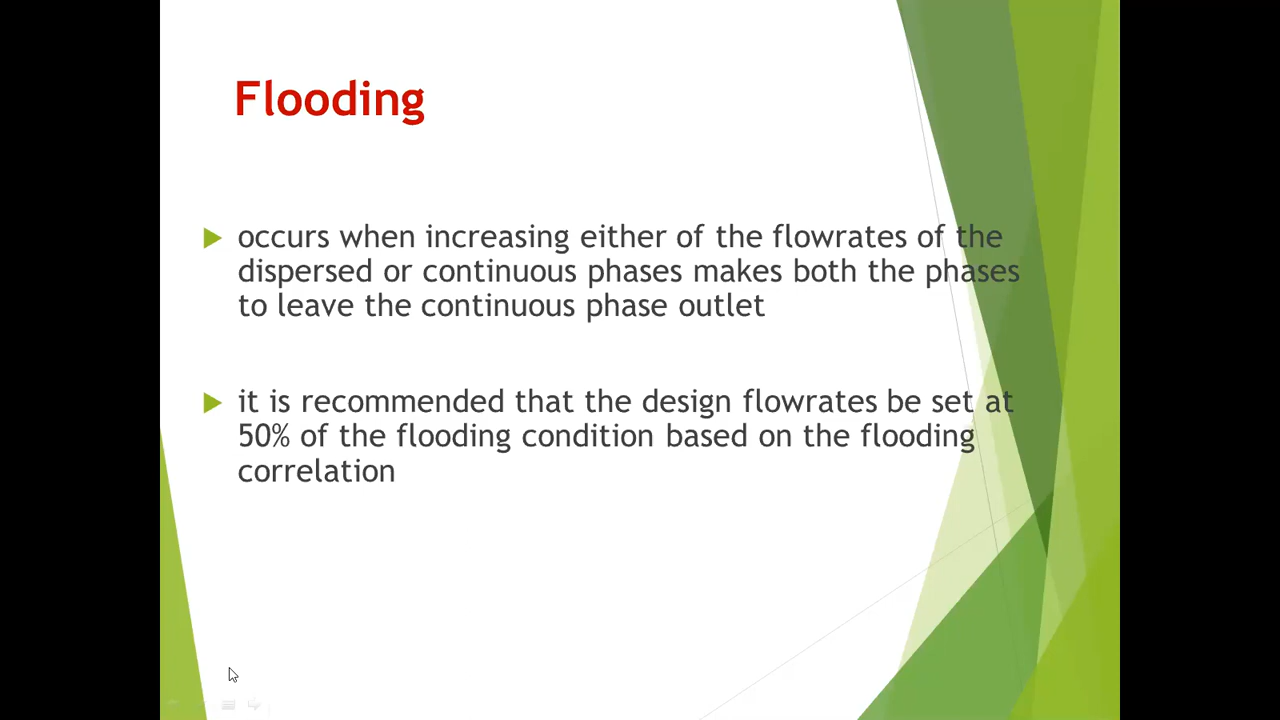 Flooding
occurs when increasing either of the flowrates of the
dispersed or continuous phases makes both the phases
to leave the continuous phase outlet
it is recommended that the design flowrates be set at
50% of the flooding condition based on the flooding
correlation